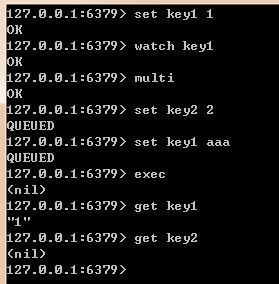 127.0.0.1:6379> set key1 1
OK
127.0.0.1:6379> watch key1
OK
127.0.0.1:6379> multi
OK
127.0.0.1:6379> set key2 2
QUEUED
127.0.0.1:6379> set key1 aaa
QUEUED
127.0.0.1:6379> exec
(nil)
127.0.0.1:6379> get key1
"1"
127.0.0.1:6379> get key2
(nil)
127.0.0.1:6379>